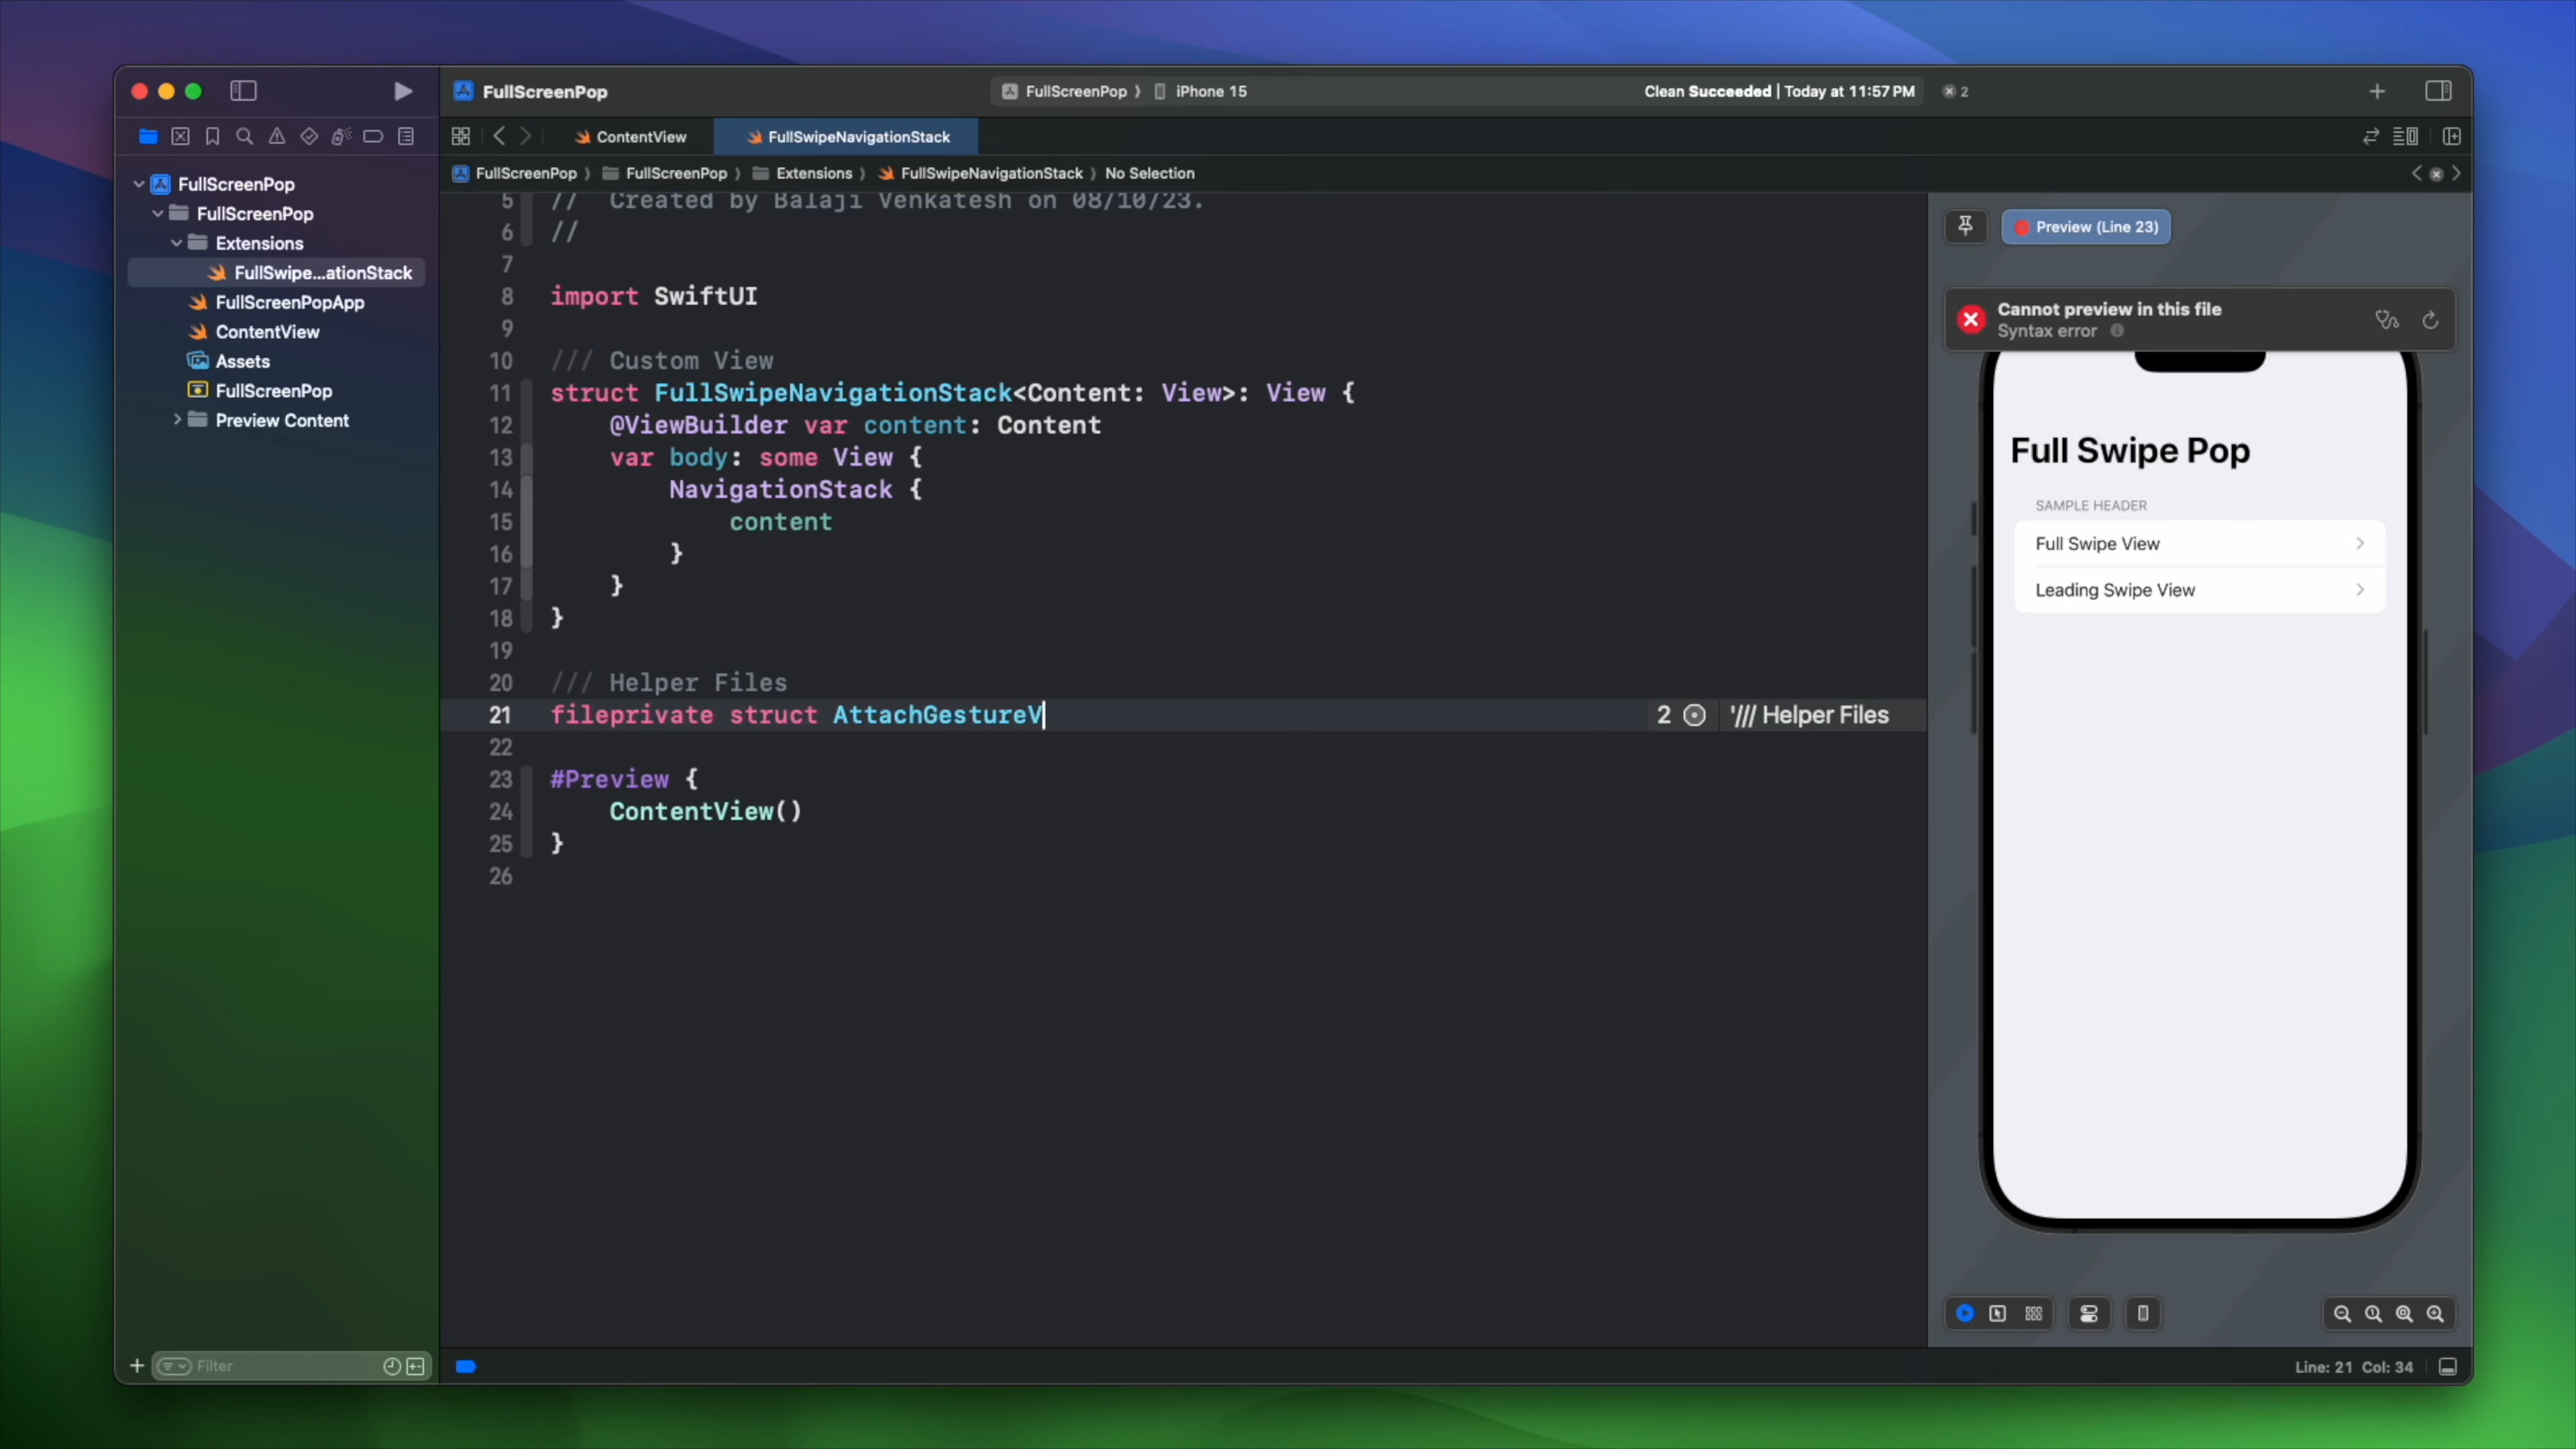 FullScreenPop
FullScreenPop
iPhone 15
Clean Succeeded | Today at 11:57 PM
2
ContentView
FullSwipeNavigationStack
FullScreenPop
FullScreenPop
Extensions
FullSwipeNavigationStack
No Selection
FullScreenPop
FullScreenPop
Extensions
FullSwipe...ationStack
FullScreenPopApp
ContentView
Assets
FullScreenPop
Preview Content
5 //  Created by Balaji Venkatesh on 08/10/23.
6 //
7
8 import SwiftUI
9
10 /// Custom View
11 struct FullSwipeNavigationStack<Content: View>: View {
12     @ViewBuilder var content: Content
13     var body: some View {
14         NavigationStack {
15             content
16         }
17     }
18 }
19
20 /// Helper Files
21 fileprivate struct AttachGestureV
2 '/// Helper Files
22
23 #Preview {
24     ContentView()
25 }
26
Preview (Line 23)
Cannot preview in this file
Syntax error
Full Swipe Pop
SAMPLE HEADER
Full Swipe View
Leading Swipe View
Filter
Line: 21 Col: 34